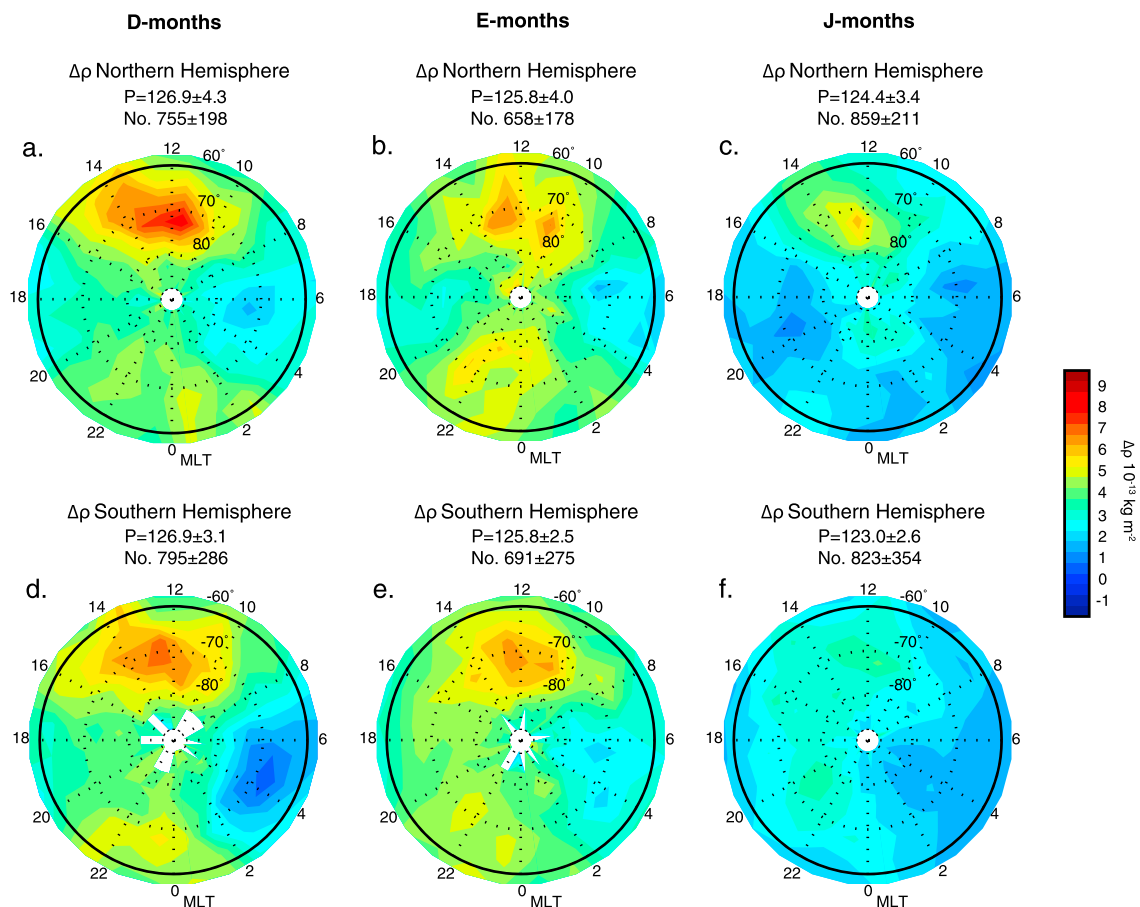 D-months
E-months
J-months
Δρ Northern Hemisphere
P=126.9±4.3
No. 755±198
Δρ Northern Hemisphere
P=125.8±4.0
No. 658±178
Δρ Northern Hemisphere
P=124.4±3.4
No. 859±211
a.
12
60°
10
14
70°
16
8
80°
18
6
20
4
22
2
0
MLT
b.
12
60°
10
14
70°
16
8
80°
18
6
20
4
22
2
0
MLT
c.
12
60°
10
14
70°
16
8
80°
18
6
20
4
22
2
0
MLT
9
8
7
6
5
4
3
2
1
0
-1
Δρ 10⁻¹³ kg m⁻²
Δρ Southern Hemisphere
P=126.9±3.1
No. 795±286
Δρ Southern Hemisphere
P=125.8±2.5
No. 691±275
Δρ Southern Hemisphere
P=123.0±2.6
No. 823±354
d.
12
-60°
10
14
-70°
16
8
-80°
18
6
20
4
22
2
0
MLT
e.
12
-60°
10
14
-70°
16
8
-80°
18
6
20
4
22
2
0
MLT
f.
12
-60°
10
14
-70°
16
8
-80°
18
6
20
4
22
2
0
MLT